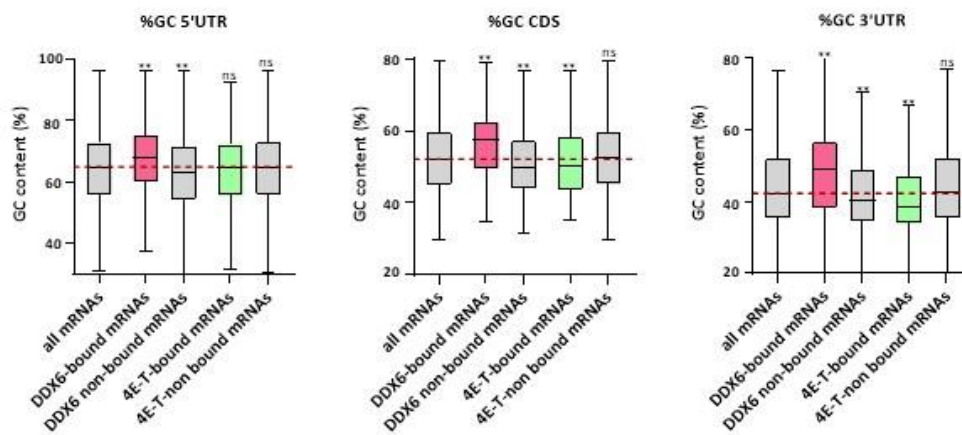 %GC 5'UTR
GC content (%)
100
80
60
40
**
**
ns
ns
all mRNAs
DDX6-bound mRNAs
DDX6 non-bound mRNAs
4E-T-bound mRNAs
4E-T-non bound mRNAs
%GC CDS
GC content (%)
80
60
40
20
**
**
**
ns
all mRNAs
DDX6-bound mRNAs
DDX6 non-bound mRNAs
4E-T-bound mRNAs
4E-T-non bound mRNAs
%GC 3'UTR
GC content (%)
80
60
40
20
**
**
**
ns
all mRNAs
DDX6-bound mRNAs
DDX6 non-bound mRNAs
4E-T-bound mRNAs
4E-T-non bound mRNAs